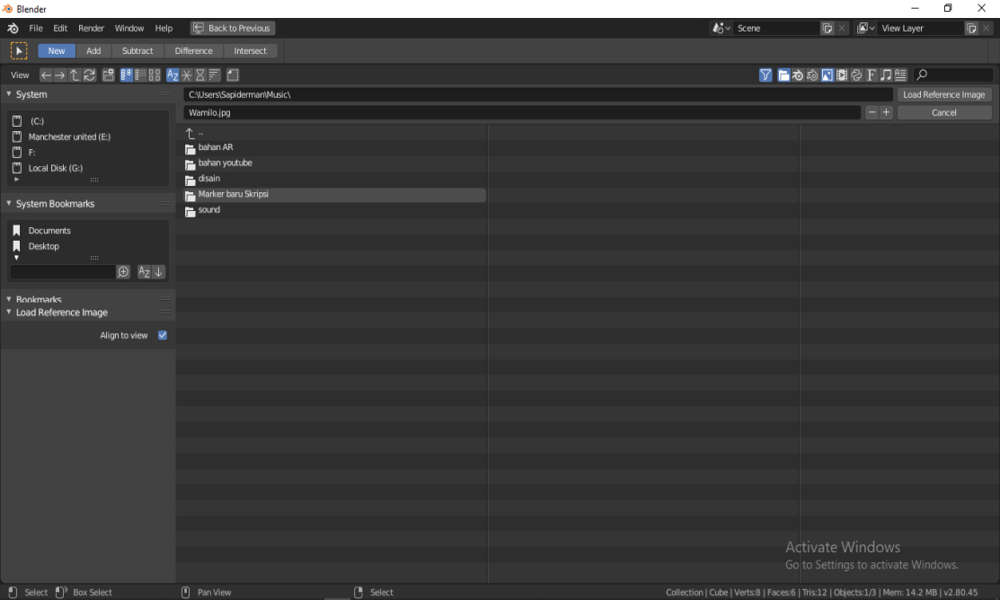 Blender
File Edit Render Window Help Back to Previous Scene View Layer
New Add Subtract Difference Intersect
View
System
C:\Users\Sapiderman\Music\ Load Reference Image
Wamilo.jpg Cancel
(C:)
Manchester united (E:)
F:
Local Disk (G:)
..
bahan AR
bahan youtube
disain
Marker baru Skripsi
sound
System Bookmarks
Documents
Desktop
Bookmarks
Load Reference Image
Align to view
Activate Windows
Go to Settings to activate Windows.
Select Box Select Pan View Select Collection | Cube | Verts:8 | Faces:6 | Tris:12 | Objects:1/3 | Mem: 14.2 MB | v2.80.45